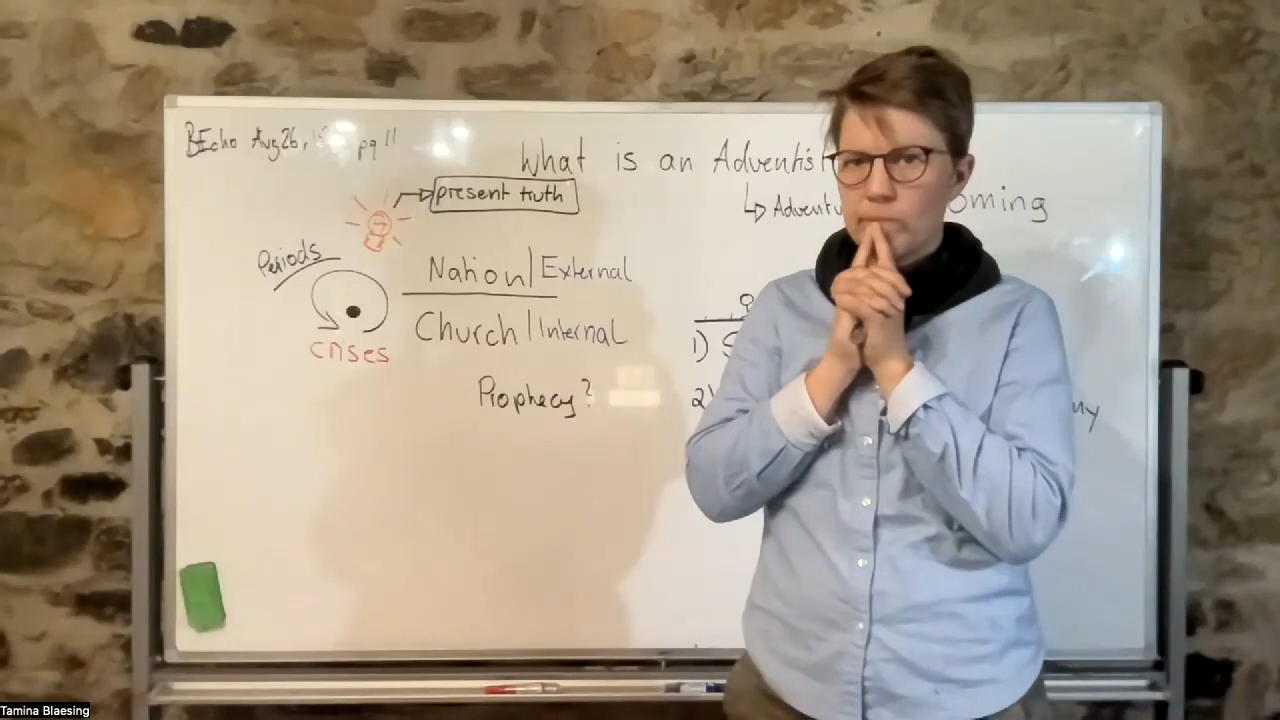 BEcho Aug 26, pg 11
What is an Adventist
present truth
Adventu oming
Periods
Nation/External
crises
Church/Internal
1) S
Prophecy?
2)
Tamina Blaesing